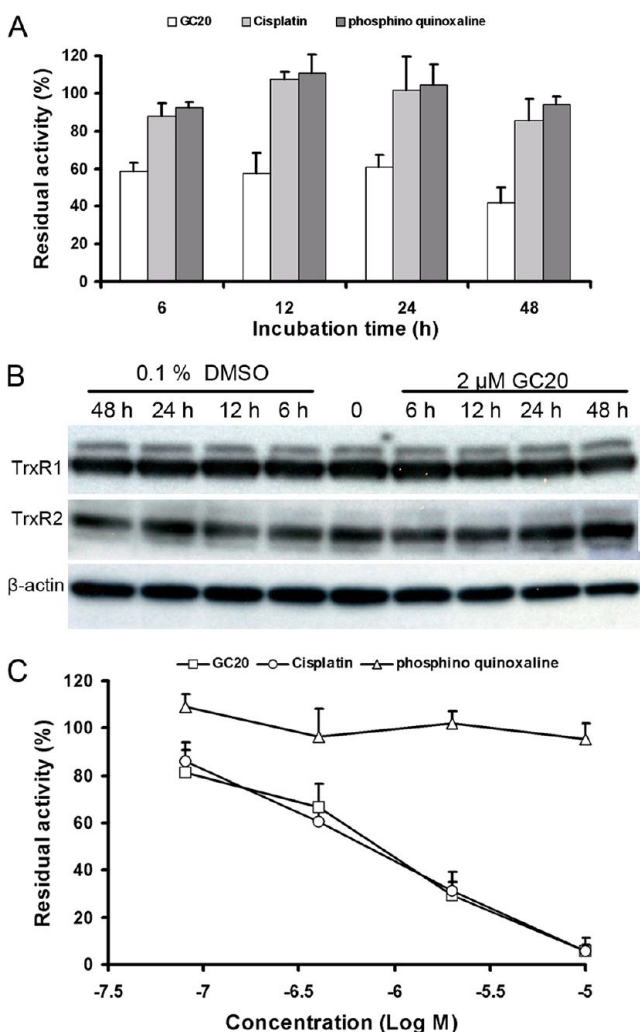 A
GC20 Cisplatin phosphino quinoxaline
Residual activity (%)
120
100
80
60
40
20
0
6 12 24 48
Incubation time (h)
B
0.1 % DMSO 2 µM GC20
48 h 24 h 12 h 6 h 0 6 h 12 h 24 h 48 h
TrxR1
TrxR2
β-actin
C
GC20 Cisplatin phosphino quinoxaline
Residual activity (%)
120
100
80
60
40
20
0
-7.5 -7 -6.5 -6 -5.5 -5
Concentration (Log M)